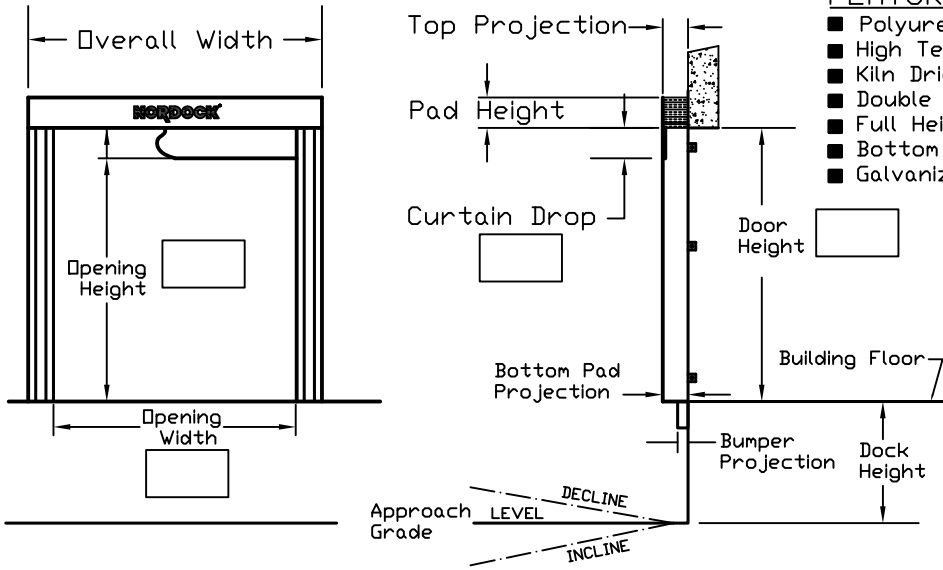 Overall Width
NORDOCK
Opening
Height
Opening
Width
Top Projection
Pad Height
Curtain Drop
Door
Height
Bottom Pad
Projection
Building Floor
Bumper
Projection
Dock
Height
Approach
Grade
DECLINE
LEVEL
INCLINE
Polyure
High Te
Kiln Dri
Double
Full Hei
Bottom
Galvaniz